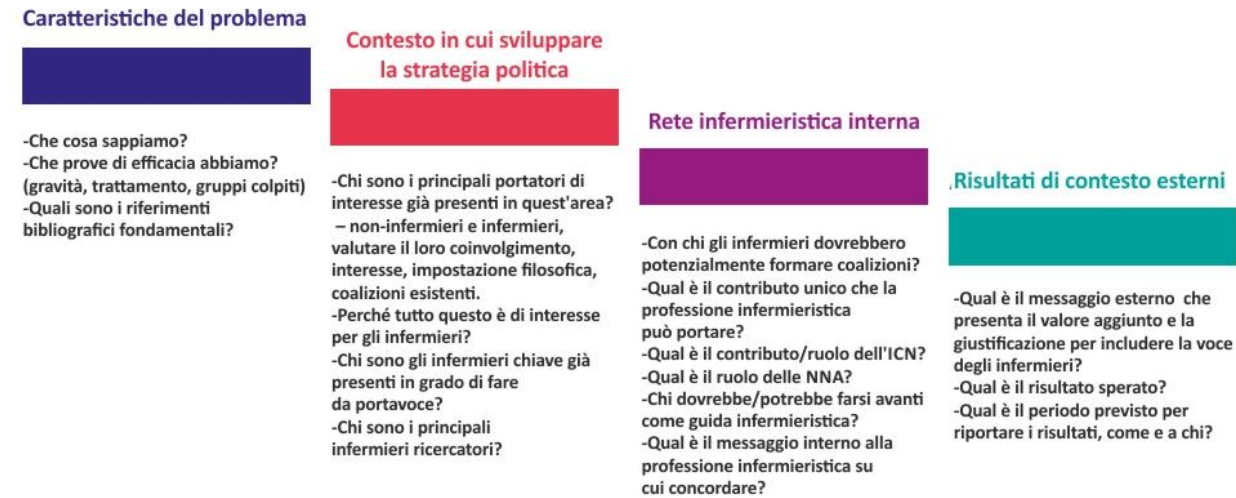 Caratteristiche del problema
-Che cosa sappiamo?
-Che prove di efficacia abbiamo?
(gravità, trattamento, gruppi colpiti)
-Quali sono i riferimenti
bibliografici fondamentali?
Contesto in cui sviluppare
la strategia politica
-Chi sono i principali portatori di
interesse già presenti in quest'area?
– non-infermieri e infermieri,
valutare il loro coinvolgimento,
interesse, impostazione filosofica,
coalizioni esistenti.
-Perché tutto questo è di interesse
per gli infermieri?
-Chi sono gli infermieri chiave già
presenti in grado di fare
da portavoce?
-Chi sono i principali
infermieri ricercatori?
Rete infermieristica interna
-Con chi gli infermieri dovrebbero
potenzialmente formare coalizioni?
-Qual è il contributo unico che la
professione infermieristica
può portare?
-Qual è il contributo/ruolo dell'ICN?
-Qual è il ruolo delle NNA?
-Chi dovrebbe/potrebbe farsi avanti
come guida infermieristica?
-Qual è il messaggio interno alla
professione infermieristica su
cui concordare?
Risultati di contesto esterni
-Qual è il messaggio esterno che
presenta il valore aggiunto e la
giustificazione per includere la voce
degli infermieri?
-Qual è il risultato sperato?
-Qual è il periodo previsto per
riportare i risultati, come e a chi?